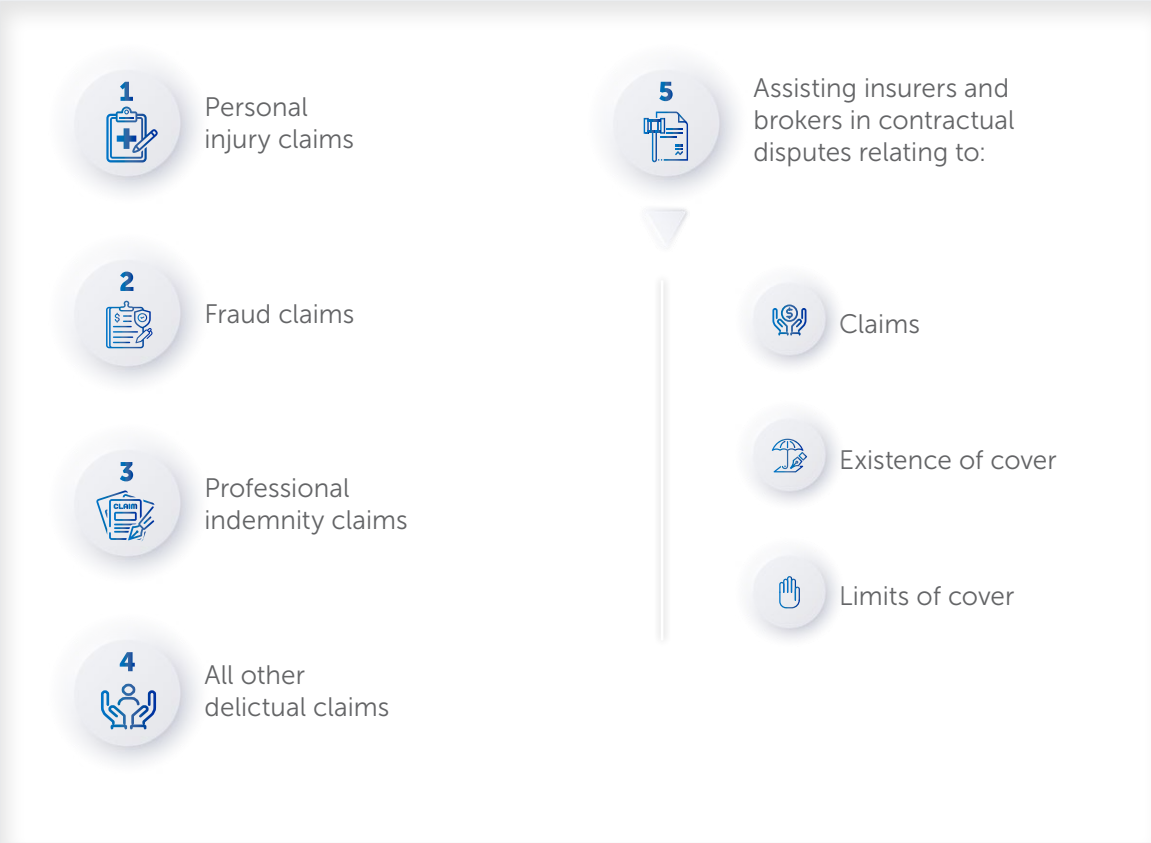 1
Personal
injury claims
2
Fraud claims
3
CLAIM
Professional
indemnity claims
4
All other
delictual claims
5
Assisting insurers and
brokers in contractual
disputes relating to:
$
Claims
Existence of cover
Limits of cover